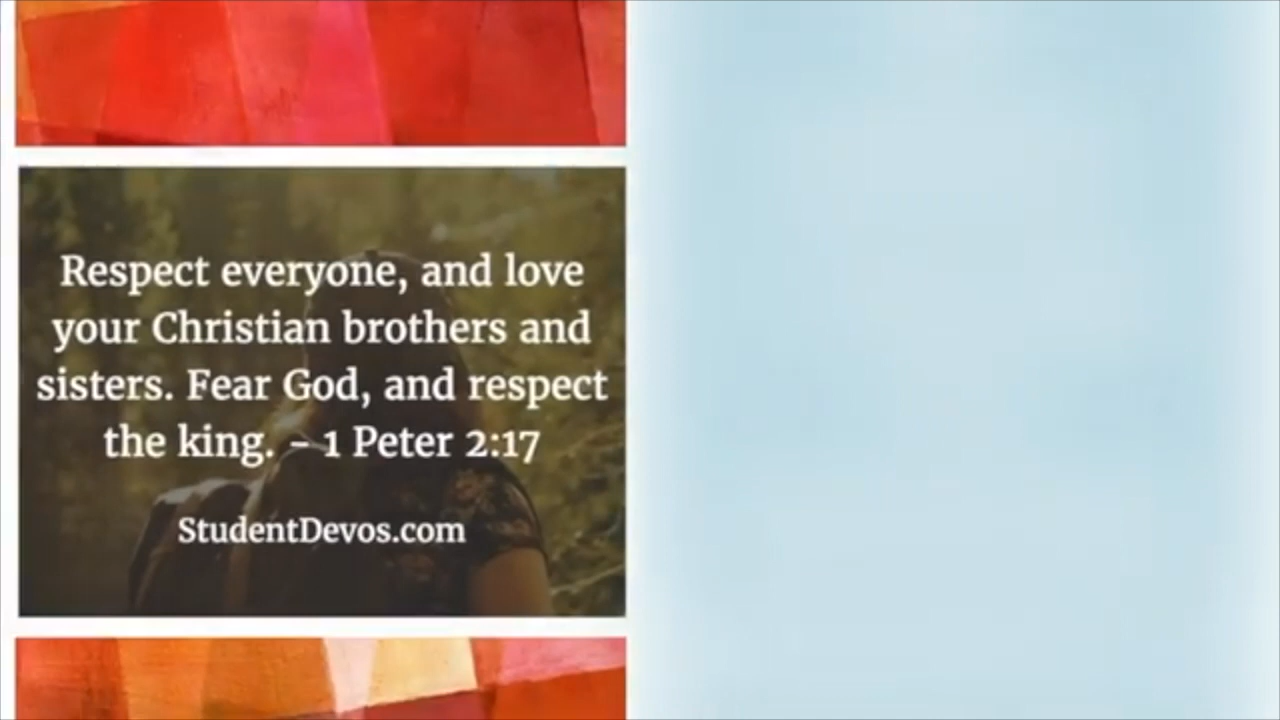 Respect everyone, and love
your Christian brothers and
sisters. Fear God, and respect
the king. – 1 Peter 2:17
StudentDevos.com